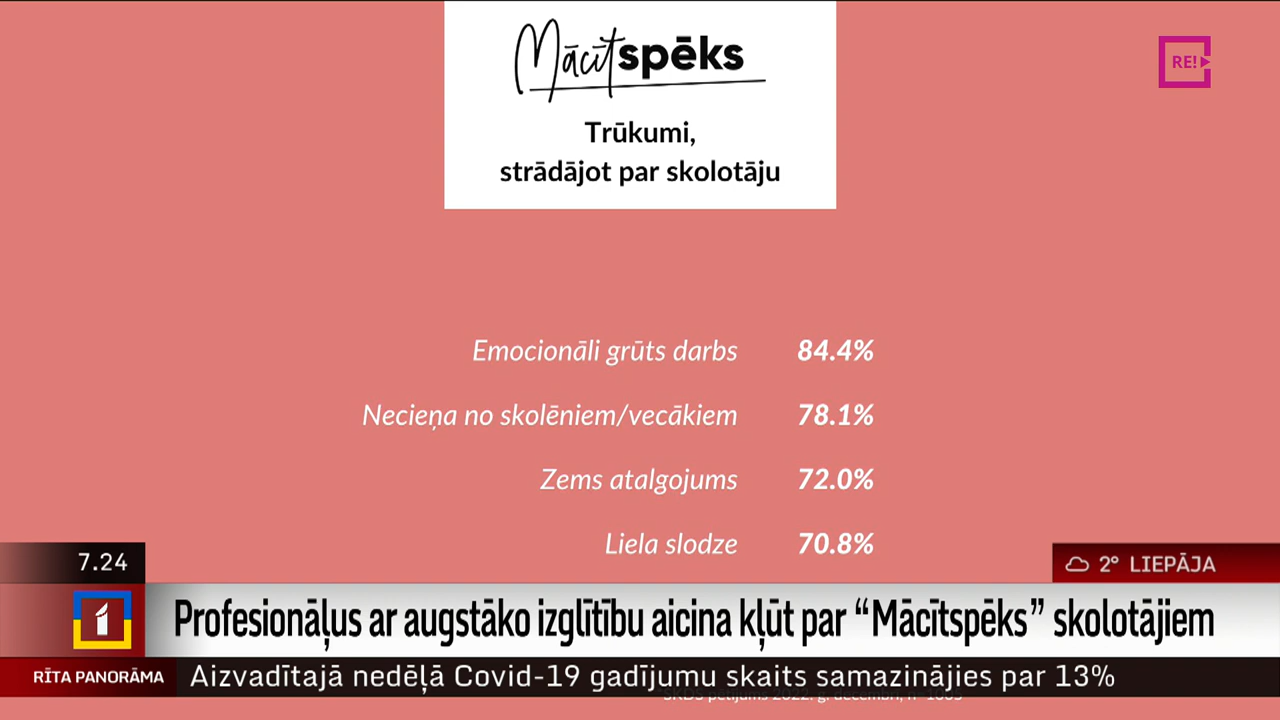 Mācītspēks
RE!
Trūkumi,
strādājot par skolotāju
Emocionāli grūts darbs 84.4%
Necieņa no skolēniem/vecākiem 78.1%
Zems atalgojums 72.0%
Liela slodze 70.8%
7.24
2° LIEPĀJA
1
Profesionāļus ar augstāko izglītību aicina kļūt par “Mācītspēks” skolotājiem
RĪTA PANORĀMA
Aizvadītajā nedēļā Covid-19 gadījumu skaits samazinājies par 13%